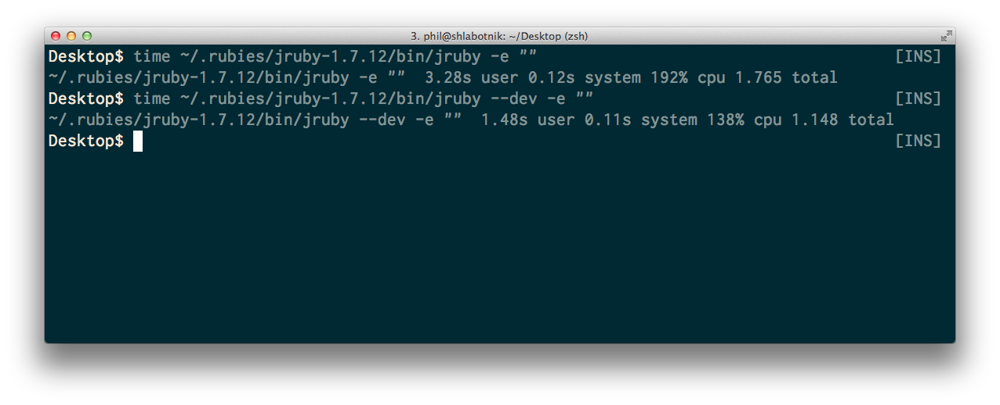 3. phil@shlabotnik: ~/Desktop (zsh)
Desktop$ time ~/.rubies/jruby-1.7.12/bin/jruby -e "" [INS]
~/.rubies/jruby-1.7.12/bin/jruby -e ""  3.28s user 0.12s system 192% cpu 1.765 total
Desktop$ time ~/.rubies/jruby-1.7.12/bin/jruby --dev -e "" [INS]
~/.rubies/jruby-1.7.12/bin/jruby --dev -e ""  1.48s user 0.11s system 138% cpu 1.148 total
Desktop$ [INS]